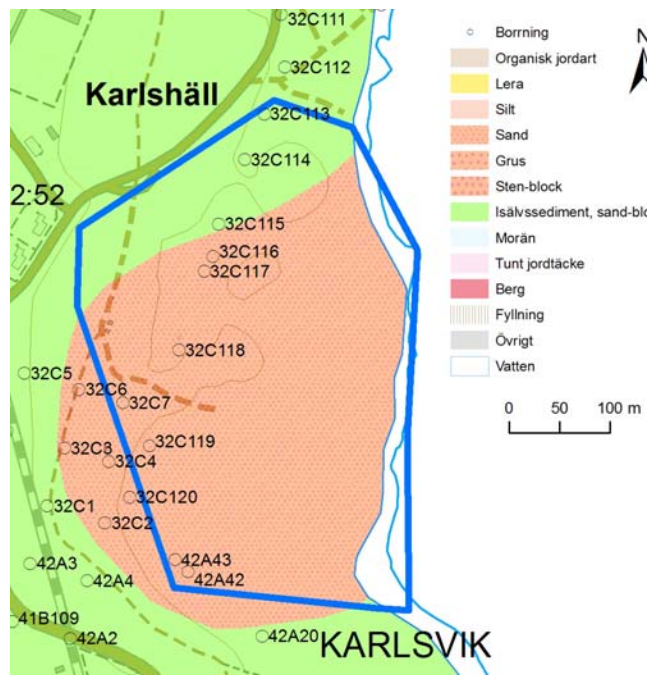 32C111
32C112
Karlshäll
32C113
32C114
2:52
32C115
32C116
32C117
32C118
32C5
32C6
32C7
32C119
32C3
32C4
32C120
32C1
32C2
42A43
42A3
42A42
42A4
41B109
42A2
42A20
KARLSVIK
N
Borrning
Organisk jordart
Lera
Silt
Sand
Grus
Sten-block
Isälvssediment, sand-blo
Morän
Tunt jordtäcke
Berg
Fyllning
Övrigt
Vatten
0 50 100 m